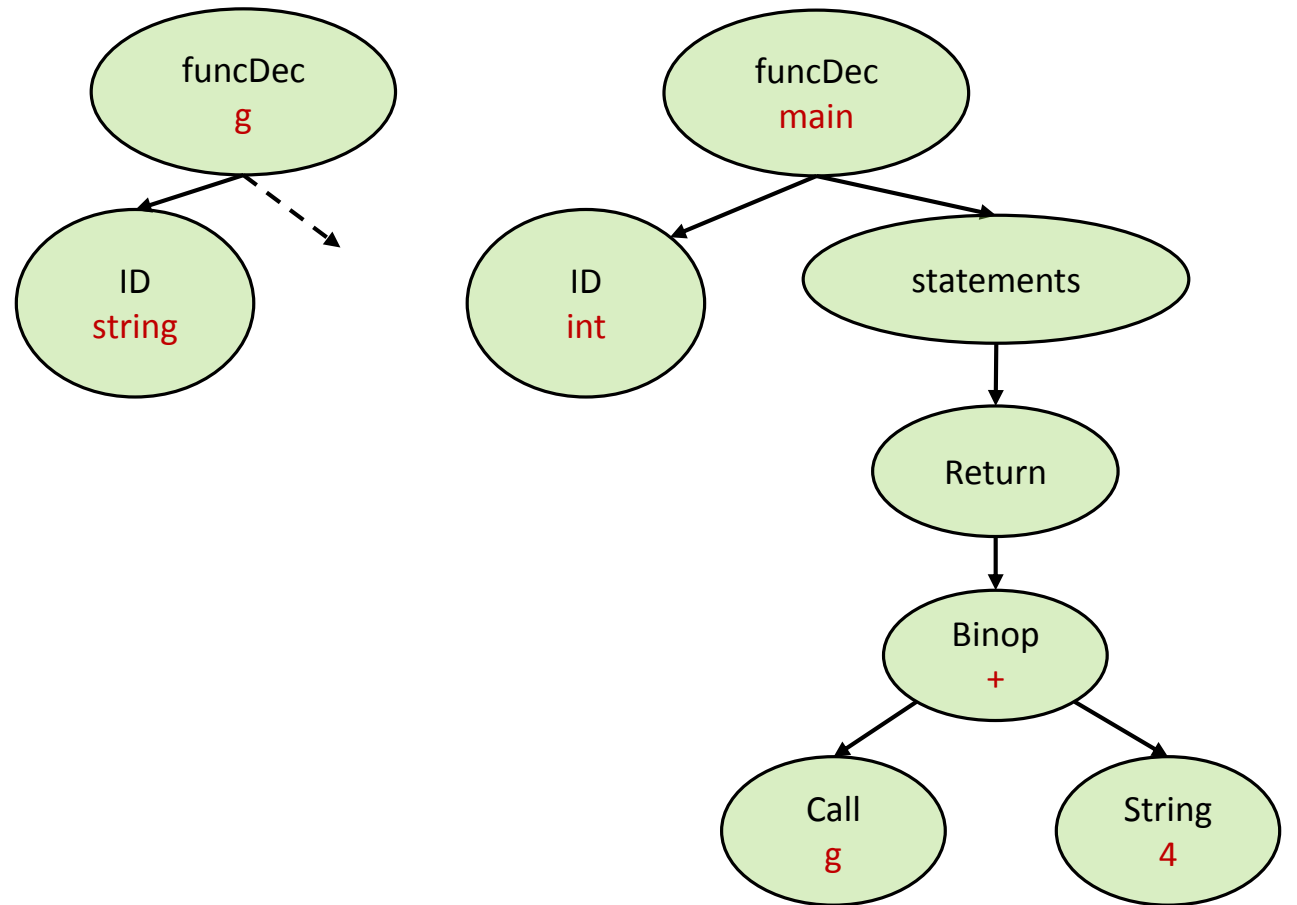 funcDec
g
funcDec
main
ID
string
ID
int
statements
Return
Binop
+
Call
g
String
4